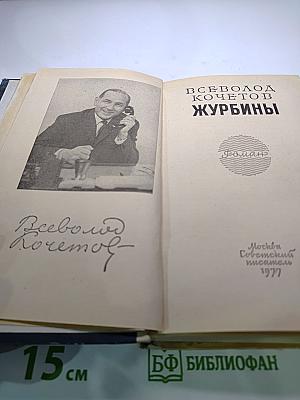 Всеволод
Кочетов
ВСЕВОЛОД
КОЧЕТОВ
ЖУРБИНЫ
Роман
Москва
Советский
писатель
1977
15 см
БФ БИБЛИОФАН